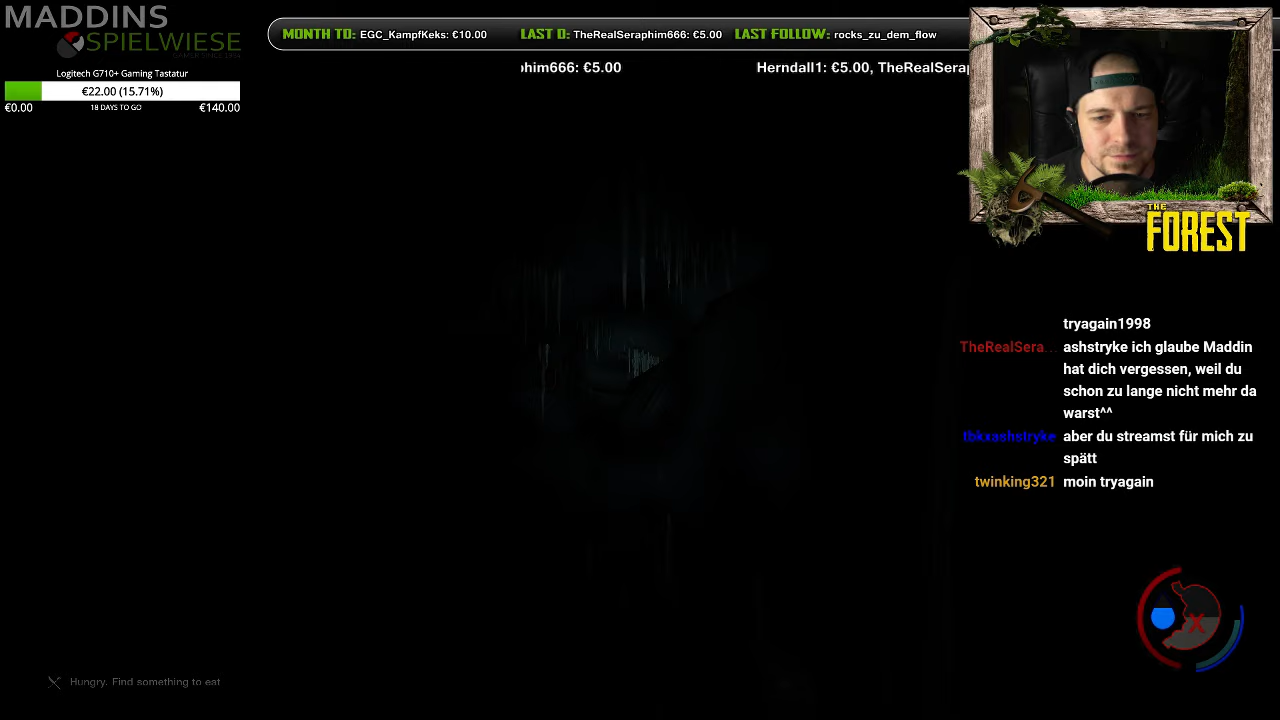 MADDINS
SPIELWIESE
Logitech G710+ Gaming Tastatur
€22.00 (15.71%)
€0.00 18 DAYS TO GO €140.00
MONTH TD: EGC_KampfKeks: €10.00 LAST D: TheRealSeraphim666: €5.00 LAST FOLLOW: rocks_zu_dem_flow
him666: €5.00 Herndall1: €5.00, TheRealSera
THE
FOREST
tryagain1998
TheRealSera... ashstryke ich glaube Maddin
hat dich vergessen, weil du
schon zu lange nicht mehr da
warst^^
tbkxashstryke aber du streamst für mich zu
spätt
twinking321 moin tryagain
Hungry. Find something to eat